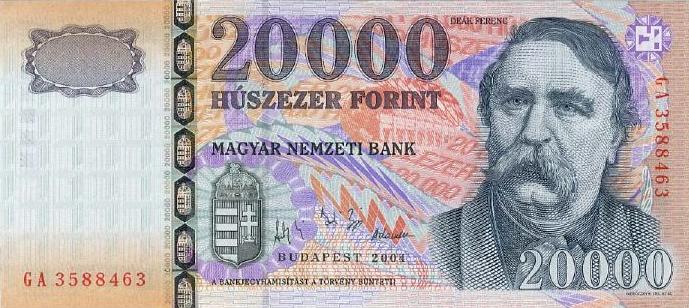 DEÁK FERENC
20000
HÚSZEZER FORINT
MAGYAR NEMZETI BANK
BUDAPEST 2004
A BANKJEGYHAMISÍTÁST A TÖRVÉNY BÜNTETI!
GA 3588463
GA 3588463
20000